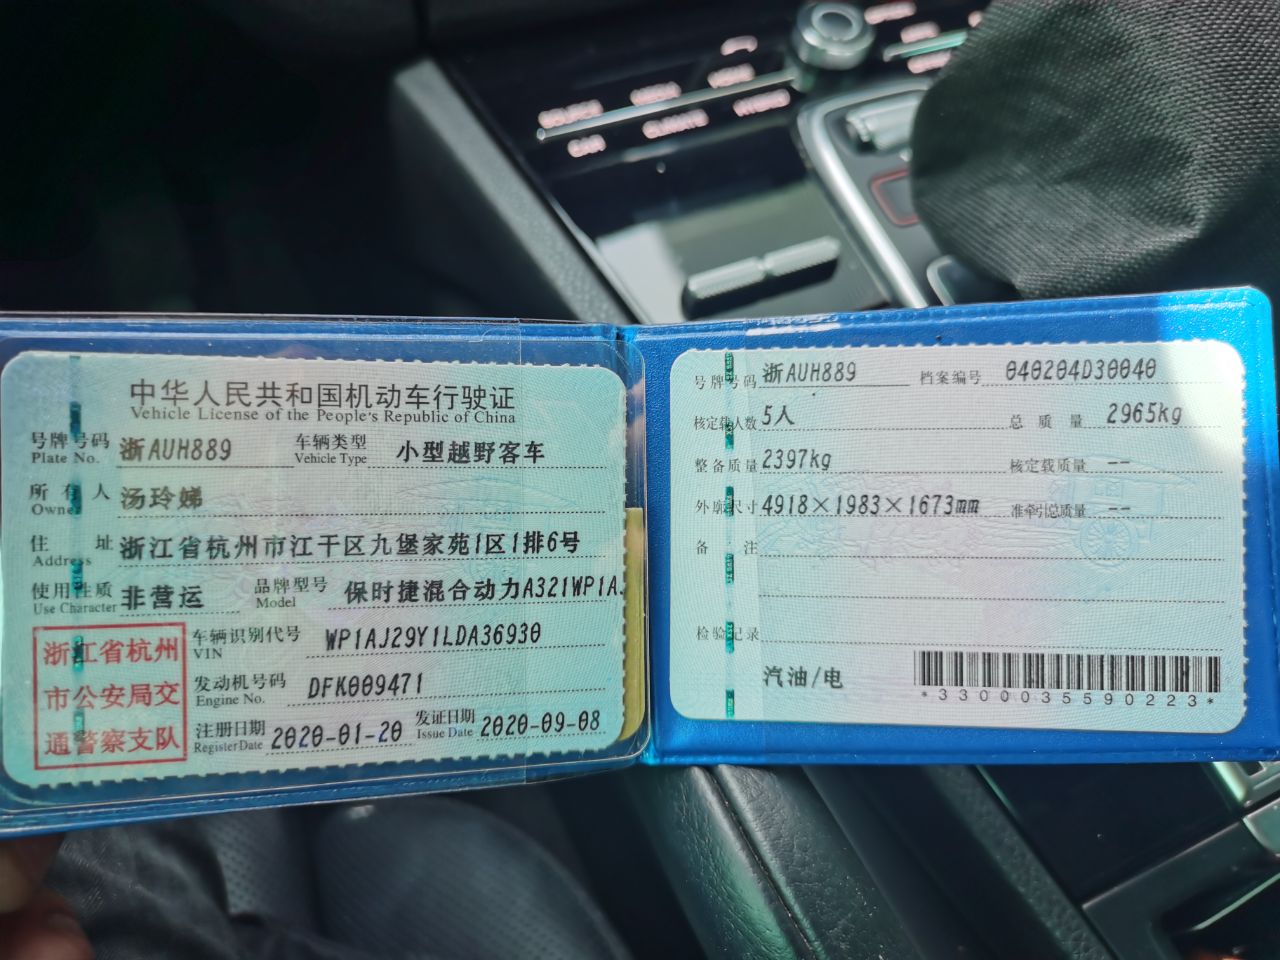 SOURCE MEDIA
CAR CLIMATE HYBRID
中华人民共和国机动车行驶证
Vehicle License of the People's Republic of China
号牌号码 浙AUH889 车辆类型 小型越野客车
Plate No. Vehicle Type
所有人 汤玲娣
Owner
住址 浙江省杭州市江干区九堡家苑1区1排6号
Address
使用性质 非营运 品牌型号 保时捷混合动力A321WP1A
Use Character Model
浙江省杭州
市公安局交
通警察支队
车辆识别代号 WP1AJ29Y1LDA36930
VIN
发动机号码 DFK009471
Engine No.
注册日期 2020-01-20 发证日期 2020-09-08
Register Date Issue Date
号牌号码 浙AUH889 档案编号 040204D30040
核定载人数 5人 总质量 2965kg
整备质量 2397kg 核定载质量 --
外廓尺寸 4918×1983×1673mm 准牵引总质量 --
备注
检验记录
汽油/电
*3300035590223*